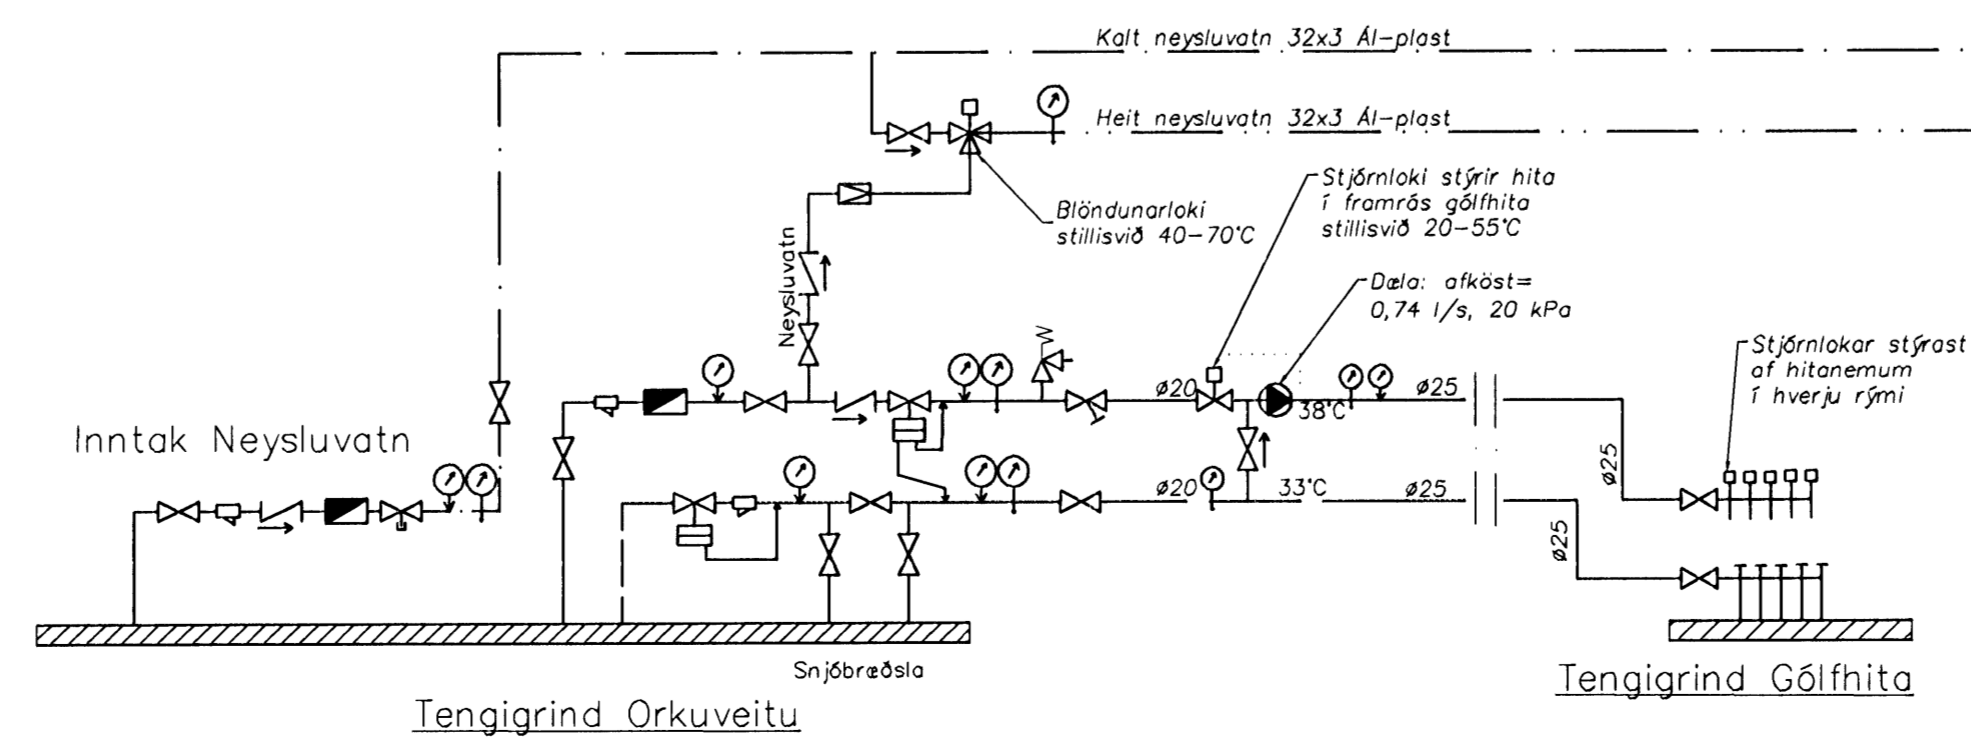 Kalt neysluvatn 32x3 Ál-plast
Heit neysluvatn 32x3 Ál-plast
Stjórnloki stýrir hita
í framrás gólfhita
stillisvið 20-55°C
Blöndunarloki
stillisvið 40-70°C
Neysluvatn
Dæla: afköst=
0,74 l/s, 20 kPa
Stjórnlokar stýrast
af hitanemum
í hverju rými
ø20
38°C
ø25
Inntak Neysluvatn
ø25
ø20
33°C
ø25
ø25
Snjóbræðsla
Tengigrind Gólfhita
Tengigrind Orkuveitu